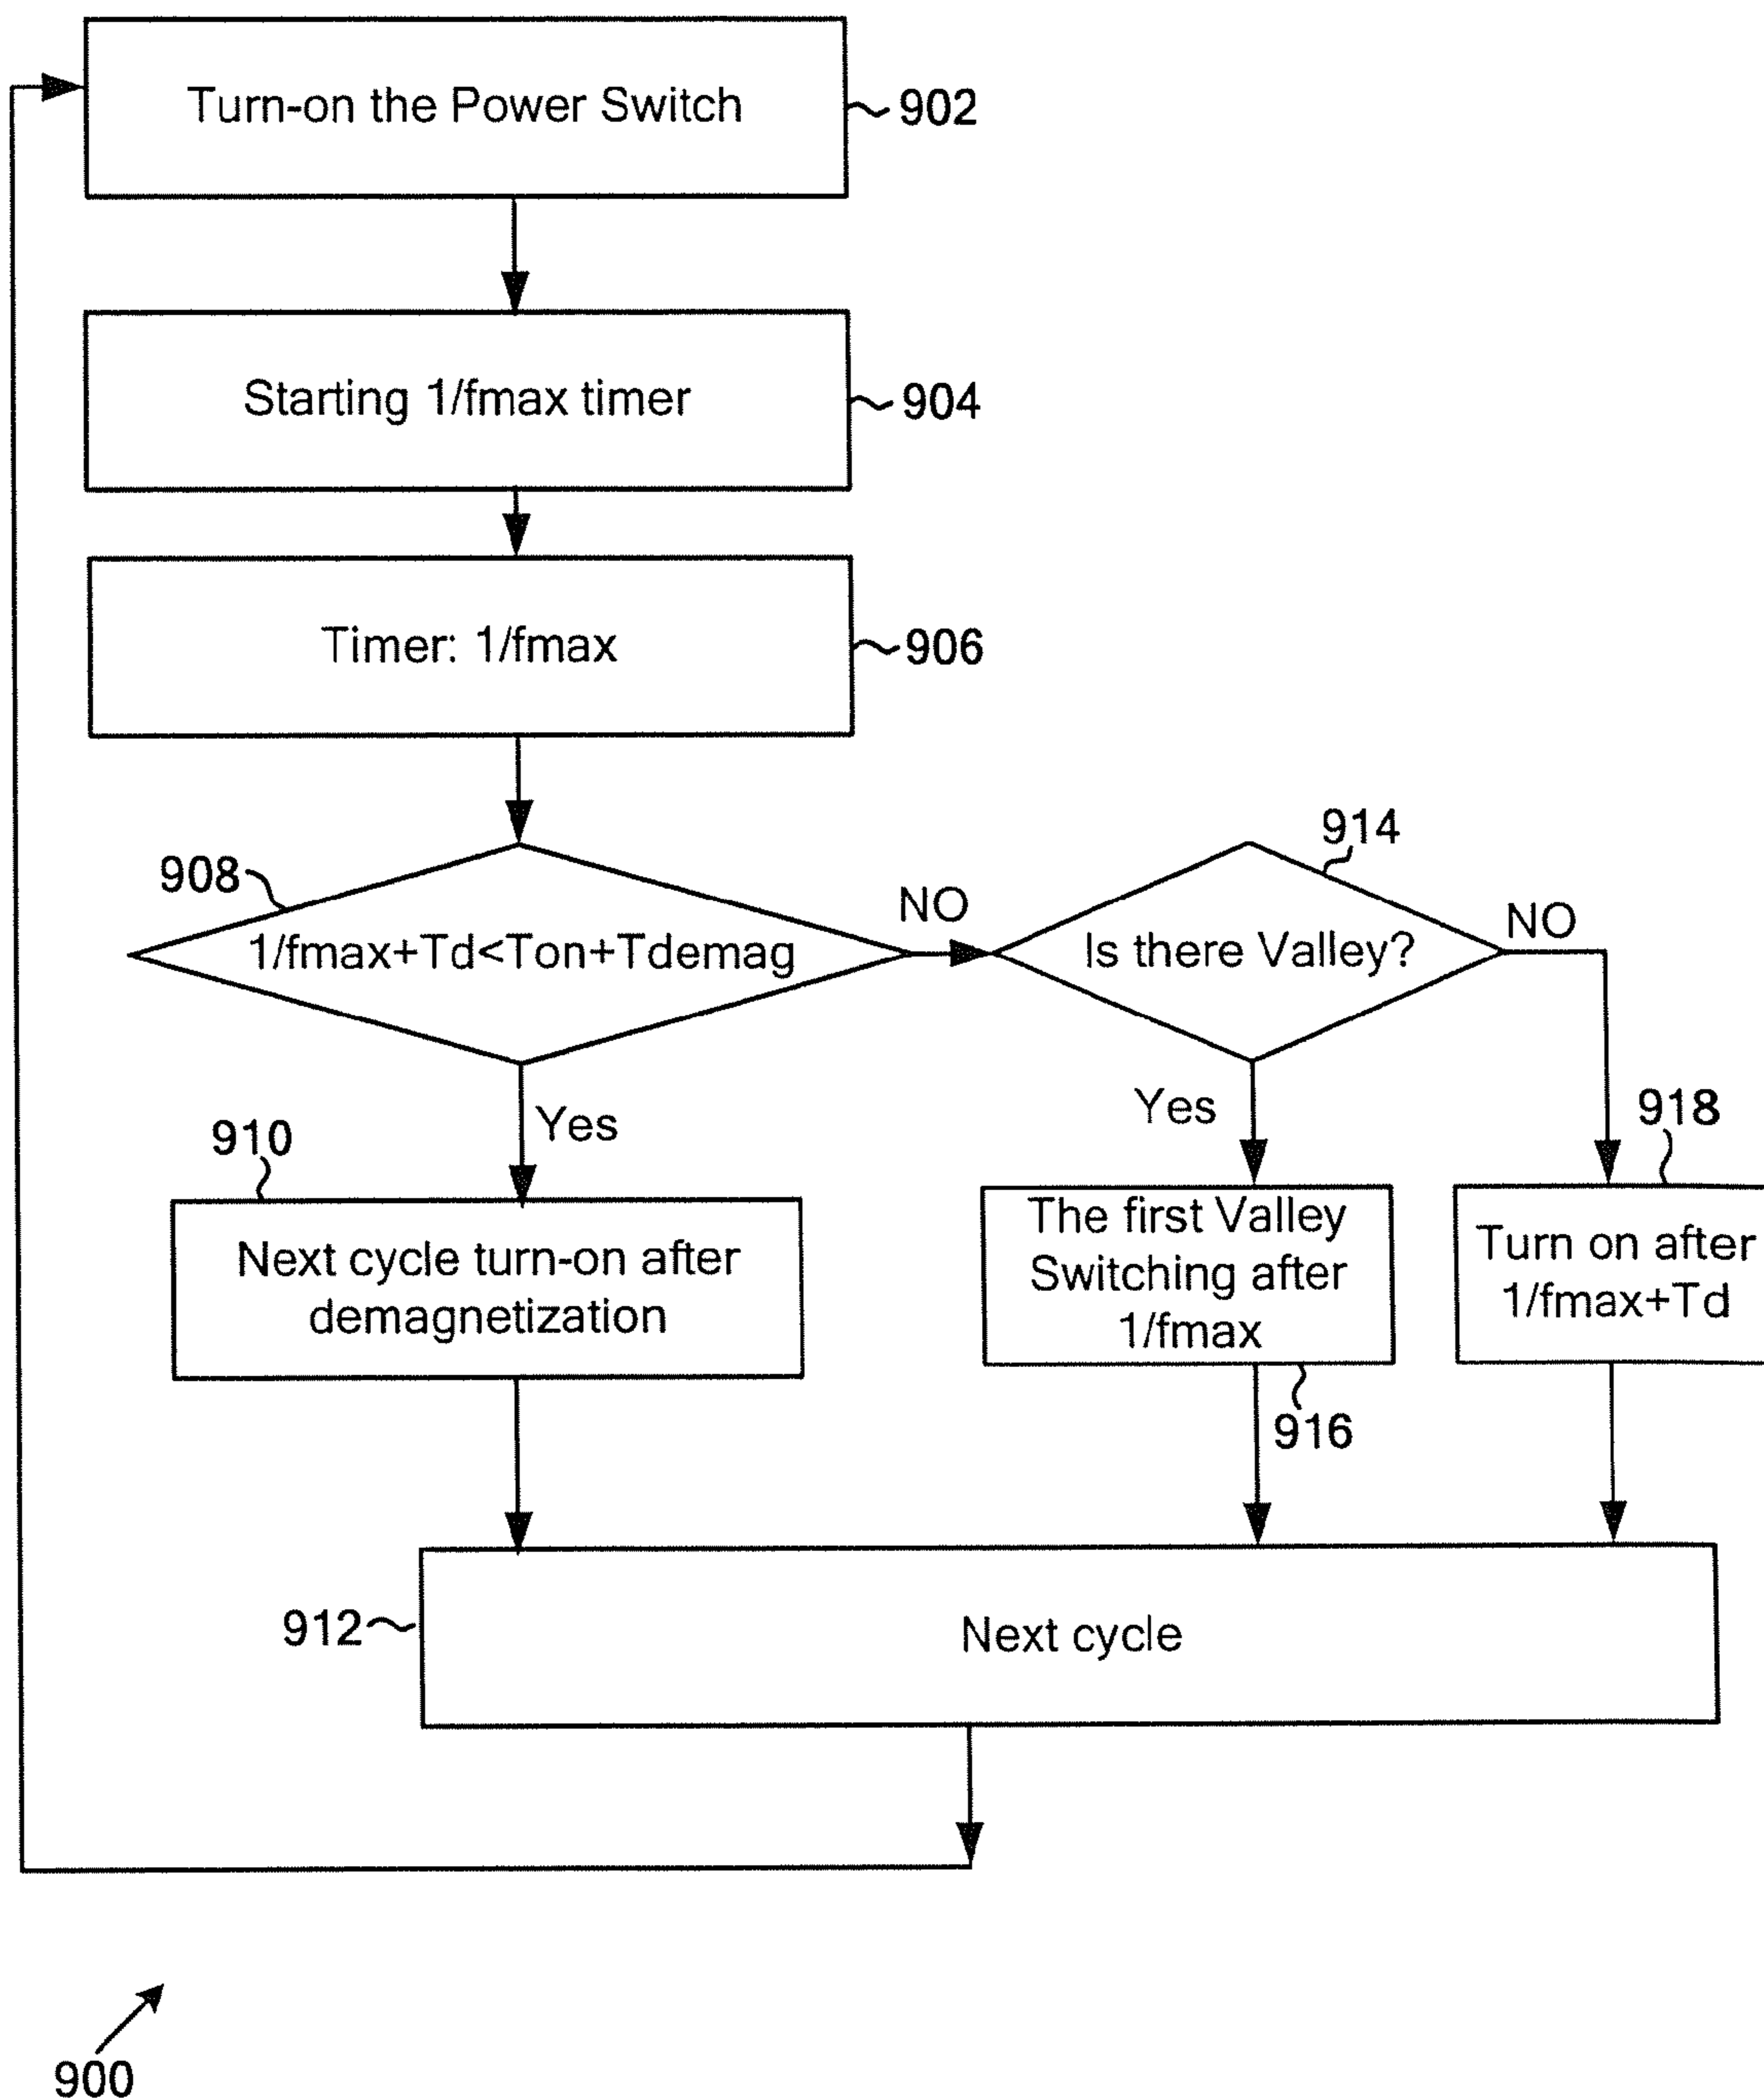 Turn-on the Power Switch
902
Starting 1/fmax timer
904
Timer: 1/fmax
906
908
1/fmax+Td<Ton+Tdemag
NO
914
Is there Valley?
NO
Yes
910
Next cycle turn-on after
demagnetization
Yes
The first Valley
Switching after
1/fmax
916
918
Turn on after
1/fmax+Td
912
Next cycle
900